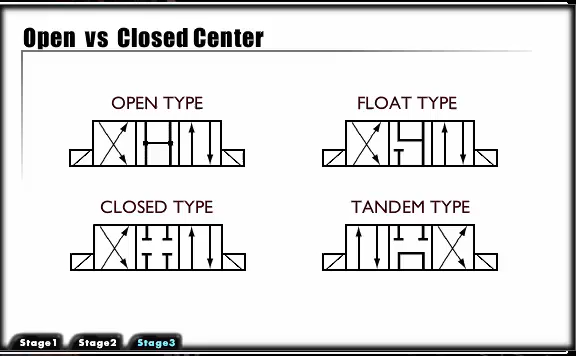 Open vs Closed Center
OPEN TYPE
FLOAT TYPE
CLOSED TYPE
TANDEM TYPE
Stage1 Stage2 Stage3